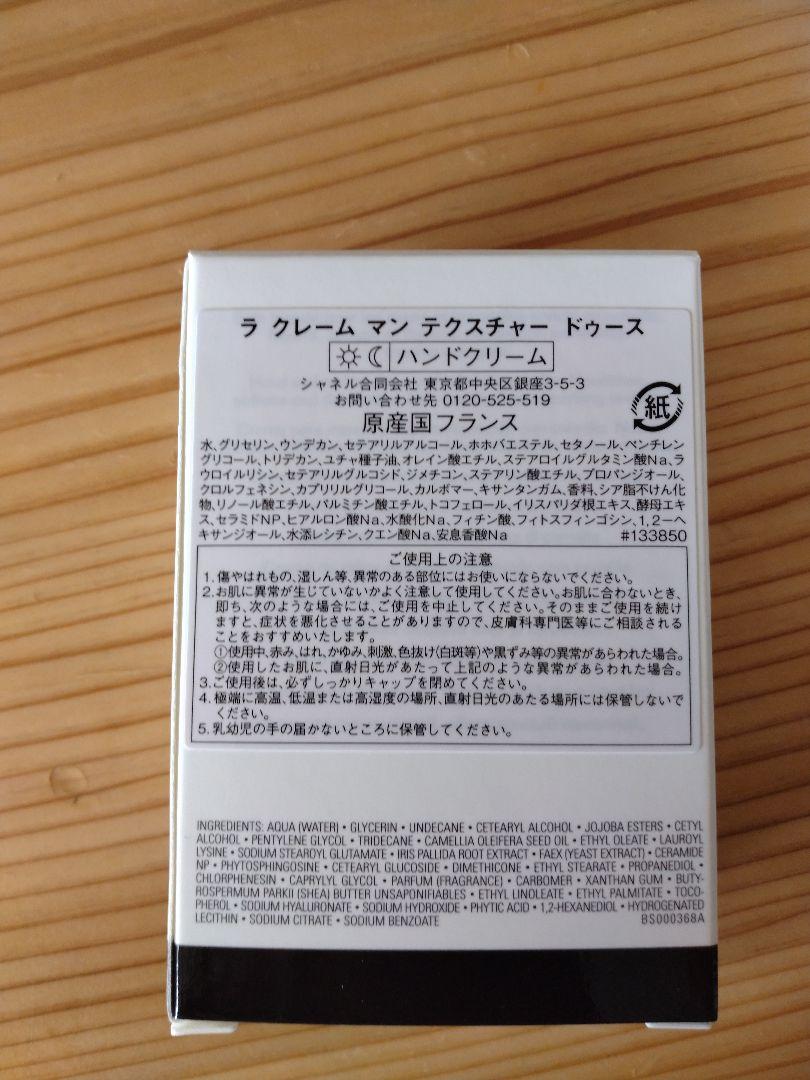 ラ クレーム マン テクスチャー ドゥース
ハンドクリーム
シャネル合同会社 東京都中央区銀座3-5-3
お問い合わせ先 0120-525-519
原産国フランス
紙
水、グリセリン、ウンデカン、セテアリルアルコール、ホホバエステル、セタノール、ペンチレン
グリコール、トリデカン、ユチャ種子油、オレイン酸エチル、ステアロイルグルタミン酸Na、ラ
ウロイルリシン、セテアリルグルコシド、ジメチコン、ステアリン酸エチル、プロパンジオール、
クロルフェネシン、カプリリルグリコール、カルボマー、キサンタンガム、香料、シア脂不けん化
物、リノール酸エチル、パルミチン酸エチル、トコフェロール、イリスパリダ根エキス、酵母エキ
ス、セラミドNP、ヒアルロン酸Na、水酸化Na、フィチン酸、フィトスフィンゴシン、1,2-ヘ
キサンジオール、水添レシチン、クエン酸Na、安息香酸Na #133850
ご使用上の注意
1. 傷やはれもの、湿しん等、異常のある部位にはお使いにならないでください。
2. お肌に異常が生じていないかよく注意して使用してください。お肌に合わないとき、
即ち、次のような場合には、ご使用を中止してください。そのままご使用を続け
ますと、症状を悪化させることがありますので、皮膚科専門医等にご相談される
ことをおすすめいたします。
①使用中、赤み、はれ、かゆみ、刺激、色抜け(白斑等)や黒ずみ等の異常があらわれた場合。
②使用したお肌に、直射日光があたって上記のような異常があらわれた場合。
3. ご使用後は、必ずしっかりキャップを閉めてください。
4. 極端に高温、低温または高湿度の場所、直射日光のあたる場所には保管しないで
ください。
5. 乳幼児の手の届かないところに保管してください。
INGREDIENTS: AQUA (WATER) • GLYCERIN • UNDECANE • CETEARYL ALCOHOL • JOJOBA ESTERS • CETYL
ALCOHOL • PENTYLENE GLYCOL • TRIDECANE • CAMELLIA OLEIFERA SEED OIL • ETHYL OLEATE • LAUROYL
LYSINE • SODIUM STEAROYL GLUTAMATE • IRIS PALLIDA ROOT EXTRACT • FAEX (YEAST EXTRACT) • CERAMIDE
NP • PHYTOSPHINGOSINE • CETEARYL GLUCOSIDE • DIMETHICONE • ETHYL STEARATE • PROPANEDIOL •
CHLORPHENESIN • CAPRYLYL GLYCOL • PARFUM (FRAGRANCE) • CARBOMER • XANTHAN GUM • BUTY-
ROSPERMUM PARKII (SHEA) BUTTER UNSAPONIFIABLES • ETHYL LINOLEATE • ETHYL PALMITATE • TOCO-
PHEROL • SODIUM HYALURONATE • SODIUM HYDROXIDE • PHYTIC ACID • 1,2-HEXANEDIOL • HYDROGENATED
LECITHIN • SODIUM CITRATE • SODIUM BENZOATE BS000368A